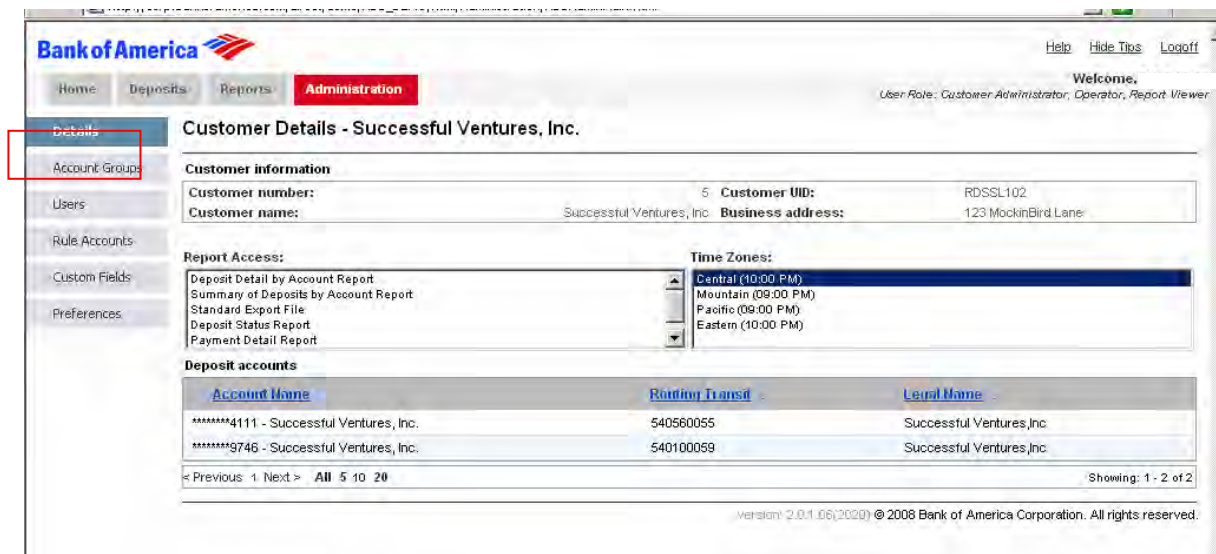 Bank of America
Help Hide Tips Logoff
Home Deposits Reports Administration
Welcome,
User Role: Customer Administrator, Operator, Report Viewer
Details
Account Groups
Users
Rule Accounts
Custom Fields
Preferences
Customer Details - Successful Ventures, Inc.
Customer information
Customer number: 5 Customer UID: RDSSL102
Customer name: Successful Ventures, Inc Business address: 123 MockinBird Lane
Report Access: Time Zones:
Deposit Detail by Account Report
Summary of Deposits by Account Report
Standard Export File
Deposit Status Report
Payment Detail Report
Central (10:00 PM)
Mountain (09:00 PM)
Pacific (09:00 PM)
Eastern (10:00 PM)
Deposit accounts
Account Name Routing Transit Legal Name
********4111 - Successful Ventures, Inc. 540560055 Successful Ventures,Inc
********9746 - Successful Ventures, Inc. 540100059 Successful Ventures,Inc
< Previous 1 Next > All 5 10 20 Showing: 1 - 2 of 2
version: 2.0.1.06(2020) © 2008 Bank of America Corporation. All rights reserved.